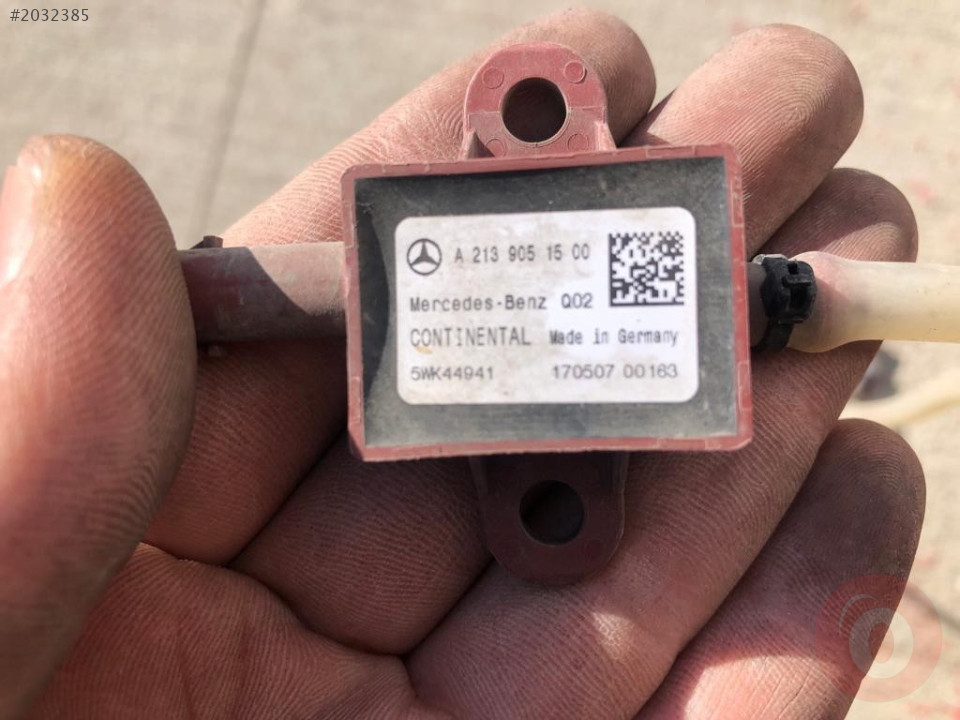 #2032385
A 213 905 15 00
Mercedes-Benz Q02
CONTINENTAL Made in Germany
5WK44941 170507 00163